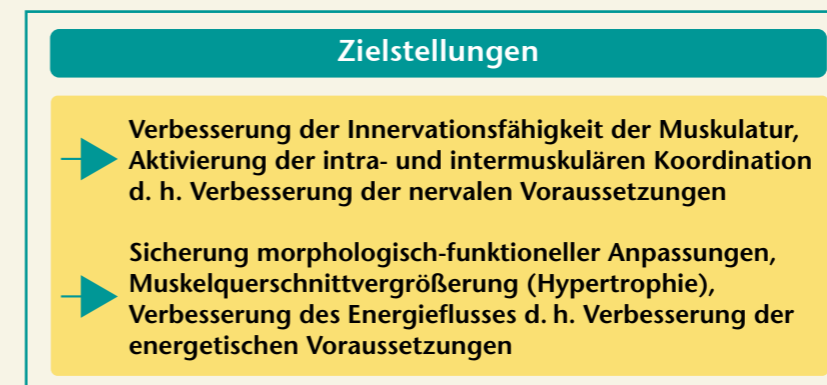 Zielstellungen
Verbesserung der Innervationsfähigkeit der Muskulatur,
Aktivierung der intra- und intermuskulären Koordination
d. h. Verbesserung der nervalen Voraussetzungen
Sicherung morphologisch-funktioneller Anpassungen,
Muskelquerschnittvergrößerung (Hypertrophie),
Verbesserung des Energieflusses d. h. Verbesserung der
energetischen Voraussetzungen